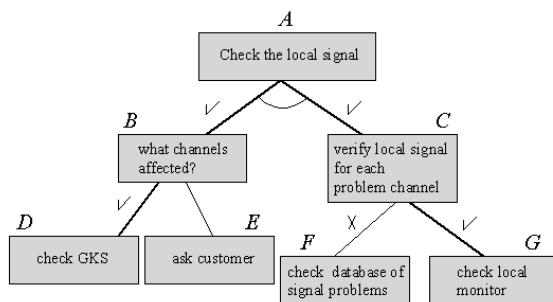 A
Check the local signal
B
what channels
affected?
C
verify local signal
for each
problem channel
D
check GKS
E
ask customer
F
check database of
signal problems
X
G
check local
monitor